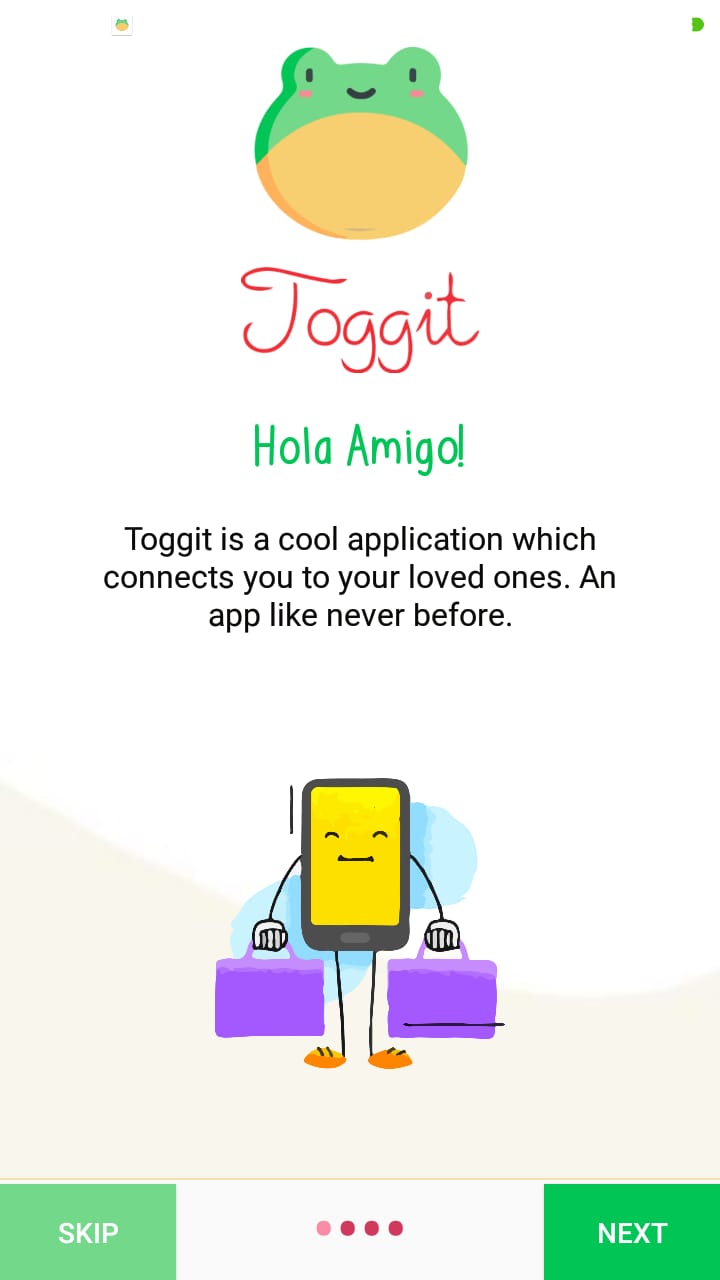 Toggit
Hola Amigo!
Toggit is a cool application which
connects you to your loved ones. An
app like never before.
SKIP
NEXT